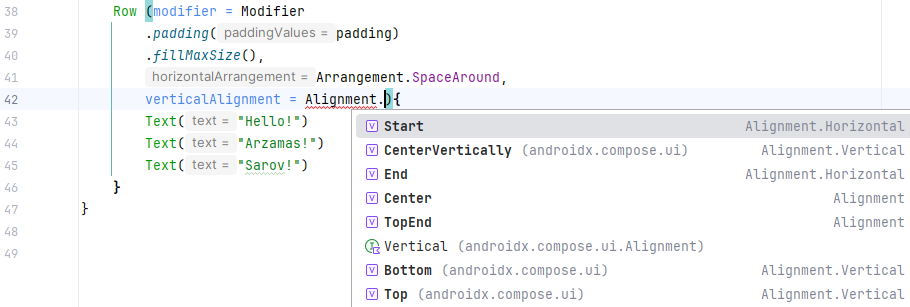 38 Row (modifier = Modifier
39 .padding( paddingValues = padding)
40 .fillMaxSize(),
41 horizontalArrangement = Arrangement.SpaceAround,
42 verticalAlignment = Alignment.){
43 Text( text = "Hello!")
44 Text( text = "Arzamas!")
45 Text( text = "Sarov!")
46 }
47 }
48
49
Start Alignment.Horizontal
CenterVertically (androidx.compose.ui) Alignment.Vertical
End Alignment.Horizontal
Center Alignment
TopEnd Alignment
Vertical (androidx.compose.ui.Alignment)
Bottom (androidx.compose.ui) Alignment.Vertical
Top (androidx.compose.ui) Alignment.Vertical